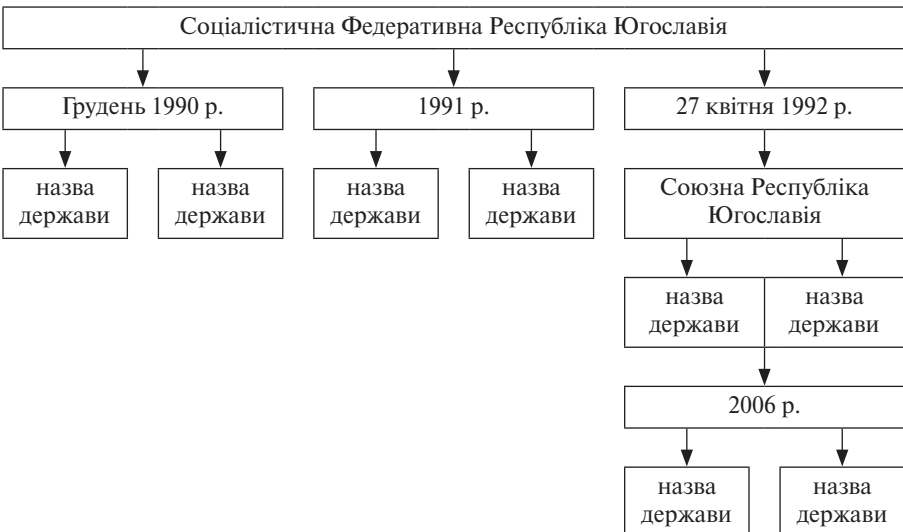 Соціалістична Федеративна Республіка Югославія
Грудень 1990 р.
1991 р.
27 квітня 1992 р.
назва
держави
назва
держави
назва
держави
назва
держави
Союзна Республіка
Югославія
назва
держави
назва
держави
2006 р.
назва
держави
назва
держави